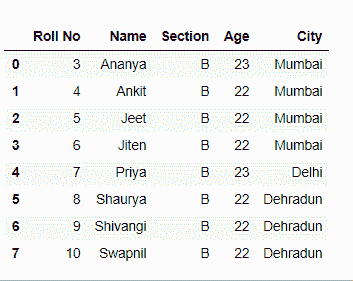 Roll No Name Section Age City
0 3 Ananya B 23 Mumbai
1 4 Ankit B 22 Mumbai
2 5 Jeet B 22 Mumbai
3 6 Jiten B 22 Mumbai
4 7 Priya B 23 Delhi
5 8 Shaurya B 22 Dehradun
6 9 Shivangi B 22 Dehradun
7 10 Swapnil B 22 Dehradun